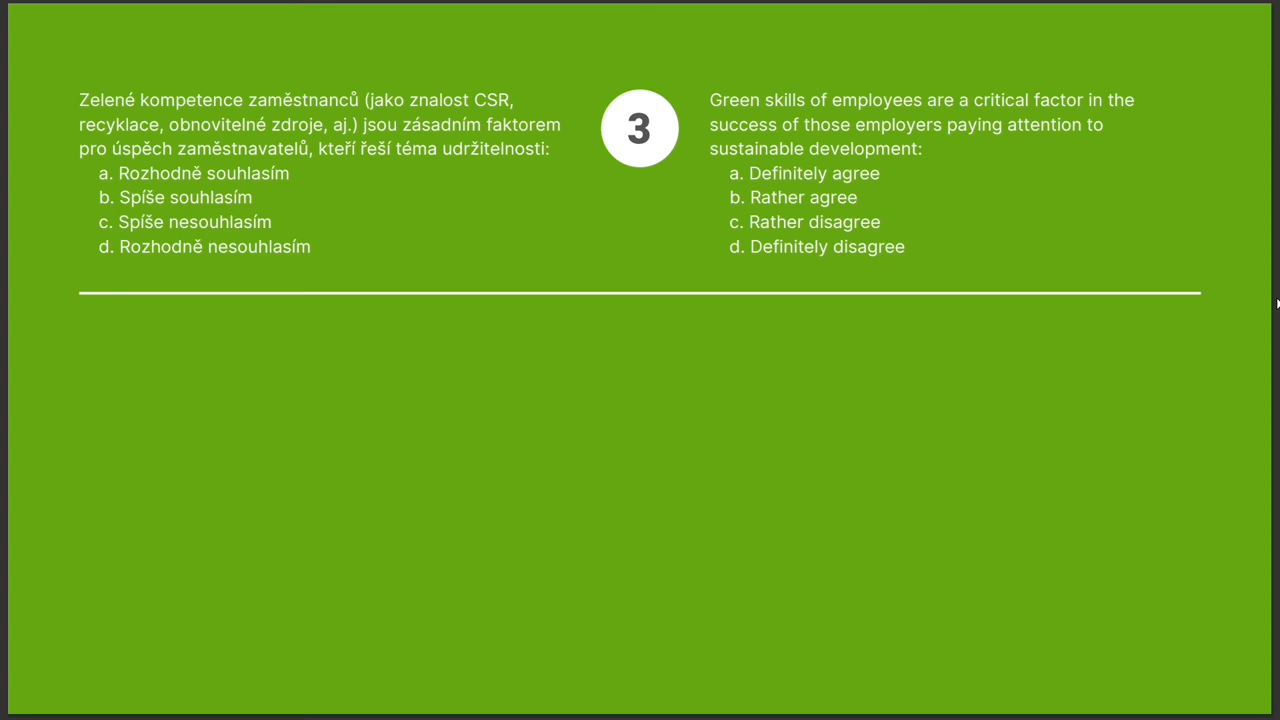 Zelené kompetence zaměstnanců (jako znalost CSR,
recyklace, obnovitelné zdroje, aj.) jsou zásadním faktorem
pro úspěch zaměstnavatelů, kteří řeší téma udržitelnosti:
a. Rozhodně souhlasím
b. Spíše souhlasím
c. Spíše nesouhlasím
d. Rozhodně nesouhlasím
3
Green skills of employees are a critical factor in the
success of those employers paying attention to
sustainable development:
a. Definitely agree
b. Rather agree
c. Rather disagree
d. Definitely disagree